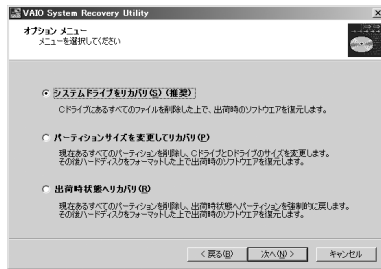 VAIO System Recovery Utility
オプション メニュー
メニューを選択してください
システムドライブをリカバリ(S) (推奨)
Cドライブにあるすべてのファイルを削除した上で、出荷時のソフトウエアを復元します。
パーティションサイズを変更してリカバリ(P)
現在あるすべてのパーティションを削除し、CドライブとDドライブのサイズを変更します。
その後ハードディスクをフォーマットした上で出荷時のソフトウエアを復元します。
出荷時状態へリカバリ(R)
現在あるすべてのパーティションを削除し、出荷時状態へパーティションを強制的に戻します。
その後ハードディスクをフォーマットした上で出荷時のソフトウエアを復元します。
< 戻る(B) 次へ(N) > キャンセル